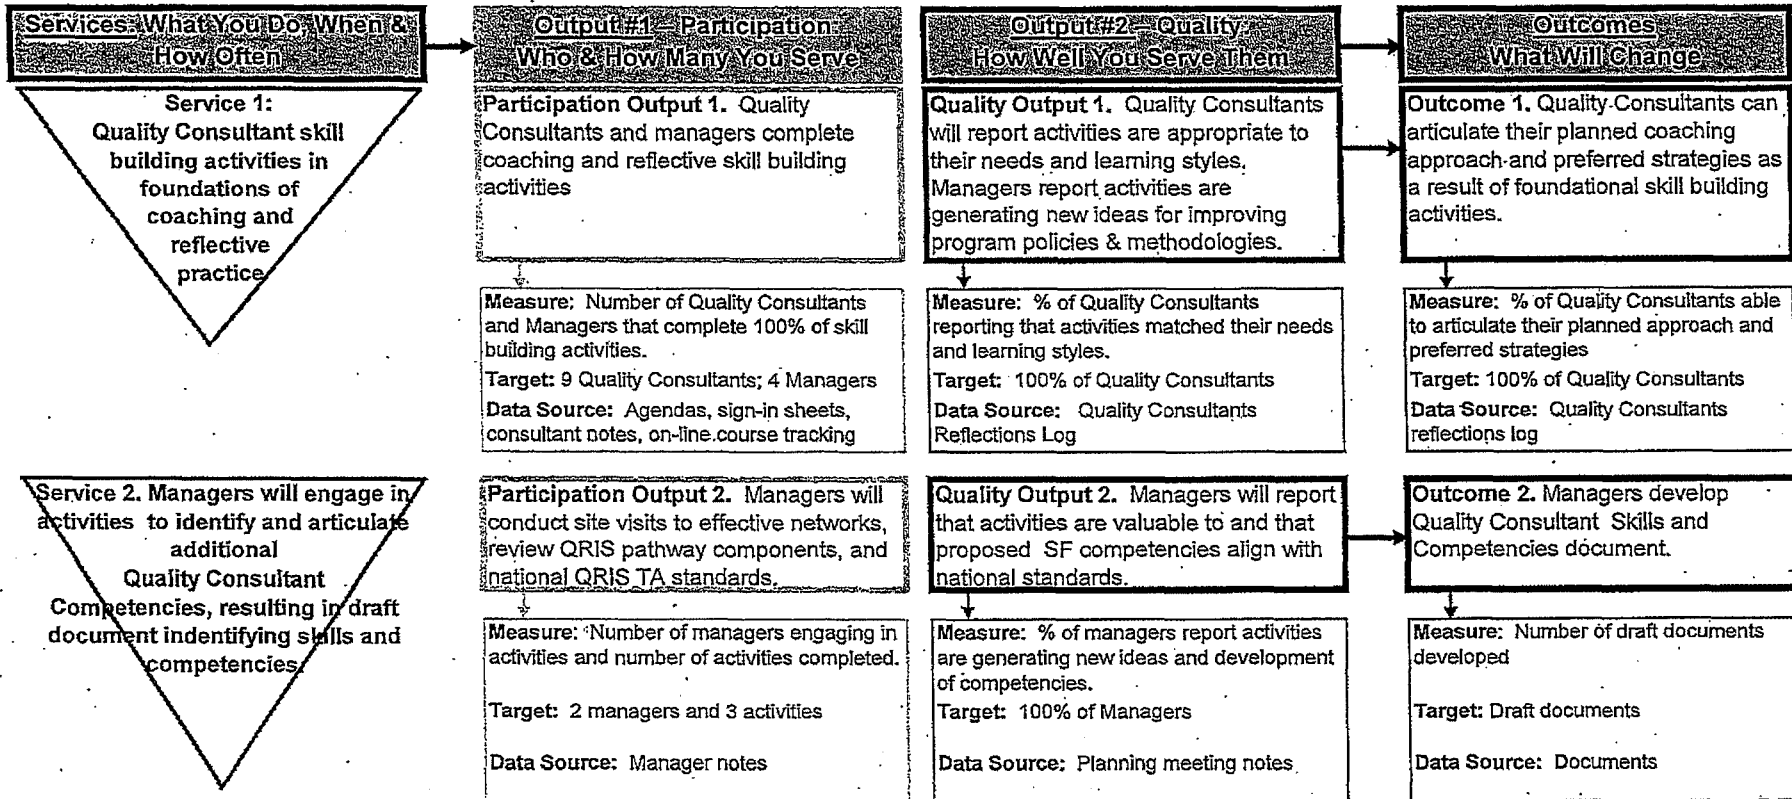 Services: What You Do, When &
How Often
Output #1 – Participation:
Who & How Many You Serve
Output #2 – Quality
How Well You Serve Them
Outcomes
What Will Change
Service 1:
Quality Consultant skill
building activities in
foundations of
coaching and
reflective
practice
Participation Output 1. Quality
Consultants and managers complete
coaching and reflective skill building
activities
Quality Output 1. Quality Consultants
will report activities are appropriate to
their needs and learning styles.
Managers report activities are
generating new ideas for improving
program policies & methodologies.
Outcome 1. Quality Consultants can
articulate their planned coaching
approach and preferred strategies as
a result of foundational skill building
activities.
Measure: Number of Quality Consultants
and Managers that complete 100% of skill
building activities.
Target: 9 Quality Consultants; 4 Managers
Data Source: Agendas, sign-in sheets,
consultant notes, on-line course tracking
Measure: % of Quality Consultants
reporting that activities matched their needs
and learning styles.
Target: 100% of Quality Consultants
Data Source: Quality Consultants
Reflections Log
Measure: % of Quality Consultants able
to articulate their planned approach and
preferred strategies
Target: 100% of Quality Consultants
Data Source: Quality Consultants
reflections log
Service 2. Managers will engage in
activities to identify and articulate
additional
Quality Consultant
Competencies, resulting in draft
document indentifying skills and
competencies
Participation Output 2. Managers will
conduct site visits to effective networks,
review QRIS pathway components, and
national QRIS TA standards.
Quality Output 2. Managers will report
that activities are valuable to and that
proposed SF competencies align with
national standards.
Outcome 2. Managers develop
Quality Consultant Skills and
Competencies document.
Measure: Number of managers engaging in
activities and number of activities completed.
Target: 2 managers and 3 activities
Data Source: Manager notes
Measure: % of managers report activities
are generating new ideas and development
of competencies.
Target: 100% of Managers
Data Source: Planning meeting notes
Measure: Number of draft documents
developed
Target: Draft documents
Data Source: Documents